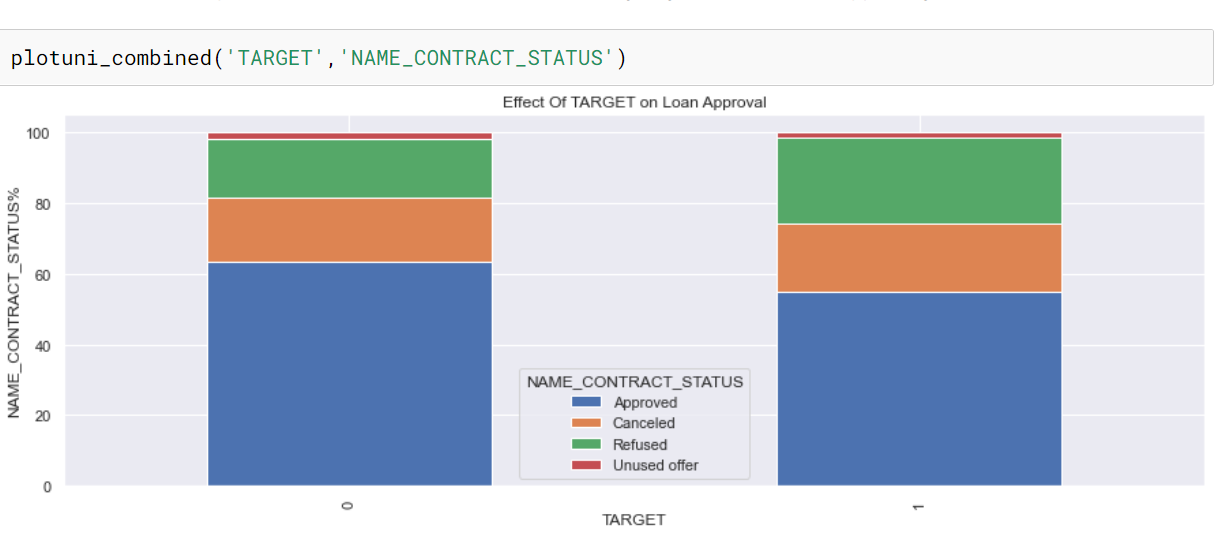 plotuni_combined('TARGET','NAME_CONTRACT_STATUS')
Effect Of TARGET on Loan Approval
NAME_CONTRACT_STATUS%
100
80
60
40
20
0
NAME_CONTRACT_STATUS
Approved
Canceled
Refused
Unused offer
0
1
TARGET